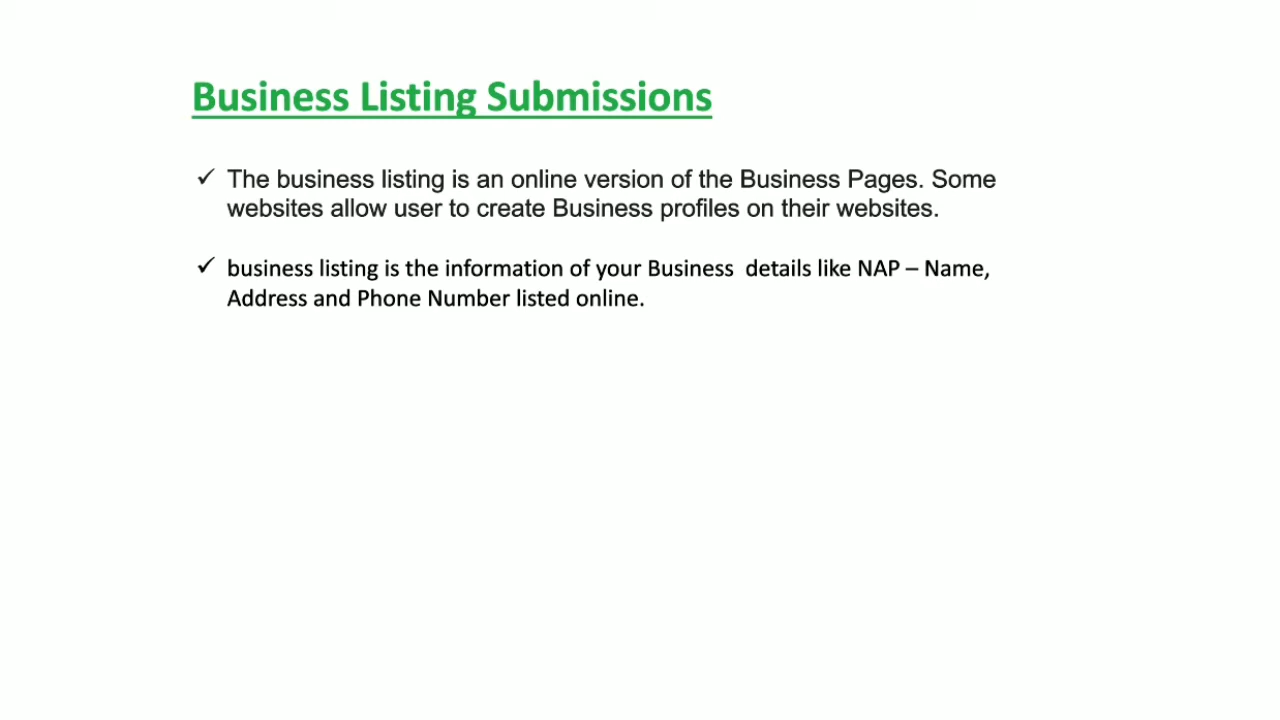 Business Listing Submissions
✓ The business listing is an online version of the Business Pages. Some
websites allow user to create Business profiles on their websites.
✓ business listing is the information of your Business  details like NAP – Name,
Address and Phone Number listed online.